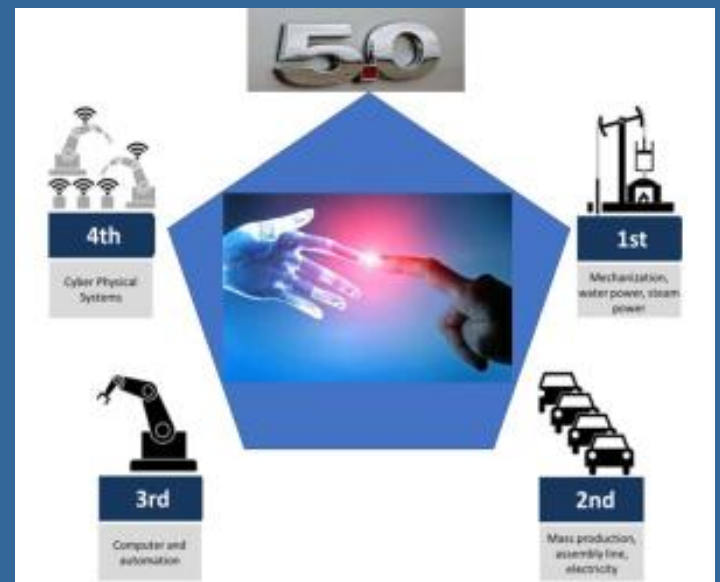 5.0
4th
Cyber Physical
Systems
1st
Mechanization,
water power, steam
power
3rd
Computer and
automation
2nd
Mass production,
assembly line,
electricity